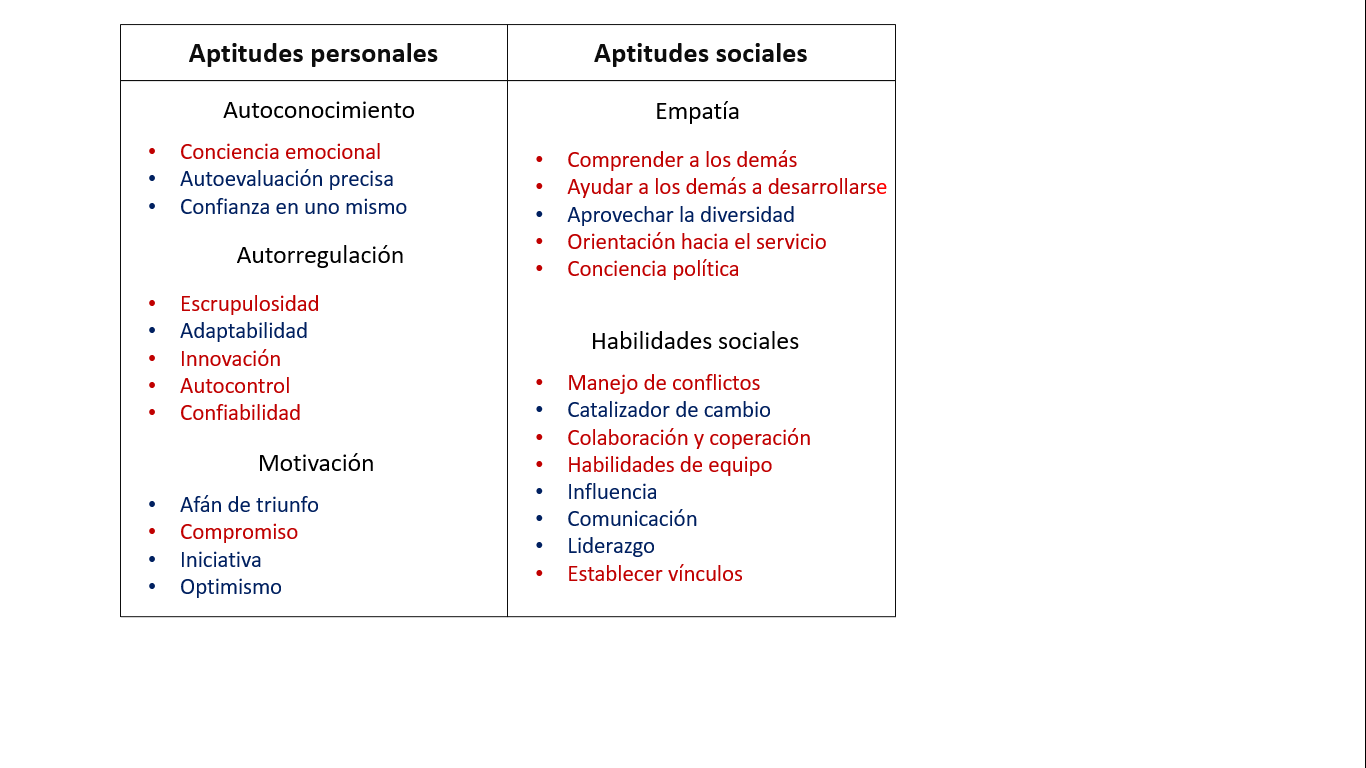 Aptitudes personales
Autoconocimiento
• Conciencia emocional
• Autoevaluación precisa
• Confianza en uno mismo
Autorregulación
• Escrupulosidad
• Adaptabilidad
• Innovación
• Autocontrol
• Confiabilidad
Motivación
• Afán de triunfo
• Compromiso
• Iniciativa
• Optimismo
Aptitudes sociales
Empatía
• Comprender a los demás
• Ayudar a los demás a desarrollarse
• Aprovechar la diversidad
• Orientación hacia el servicio
• Conciencia política
Habilidades sociales
• Manejo de conflictos
• Catalizador de cambio
• Colaboración y coperación
• Habilidades de equipo
• Influencia
• Comunicación
• Liderazgo
• Establecer vínculos